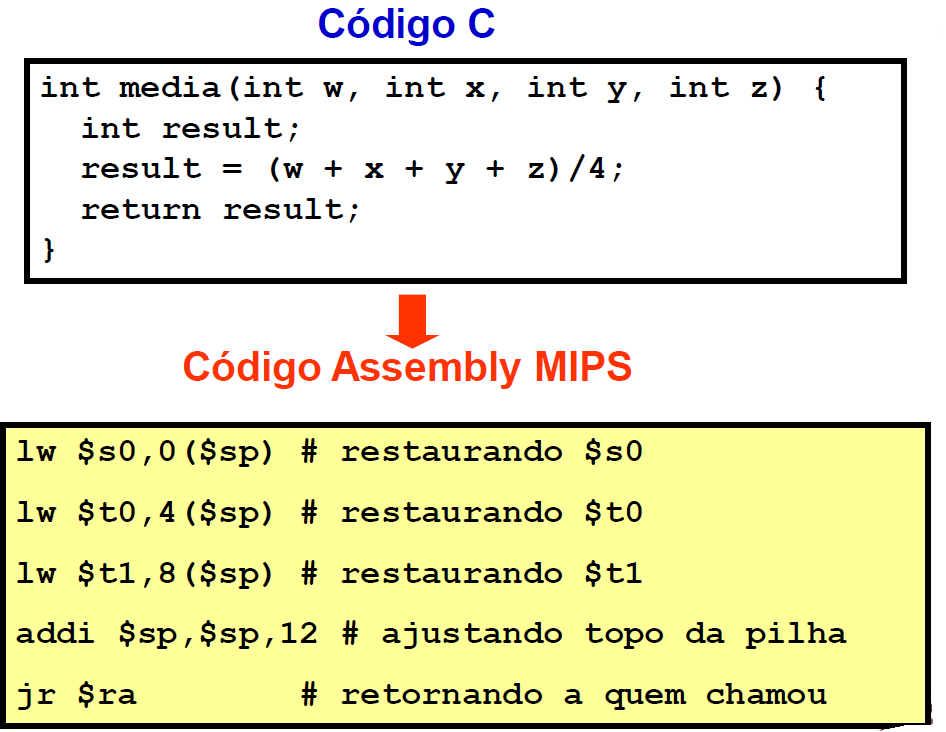 Código C
int media(int w, int x, int y, int z) {
int result;
result = (w + x + y + z)/4;
return result;
}
Código Assembly MIPS
lw $s0,0($sp) # restaurando $s0
lw $t0,4($sp) # restaurando $t0
lw $t1,8($sp) # restaurando $t1
addi $sp,$sp,12 # ajustando topo da pilha
jr $ra # retornando a quem chamou